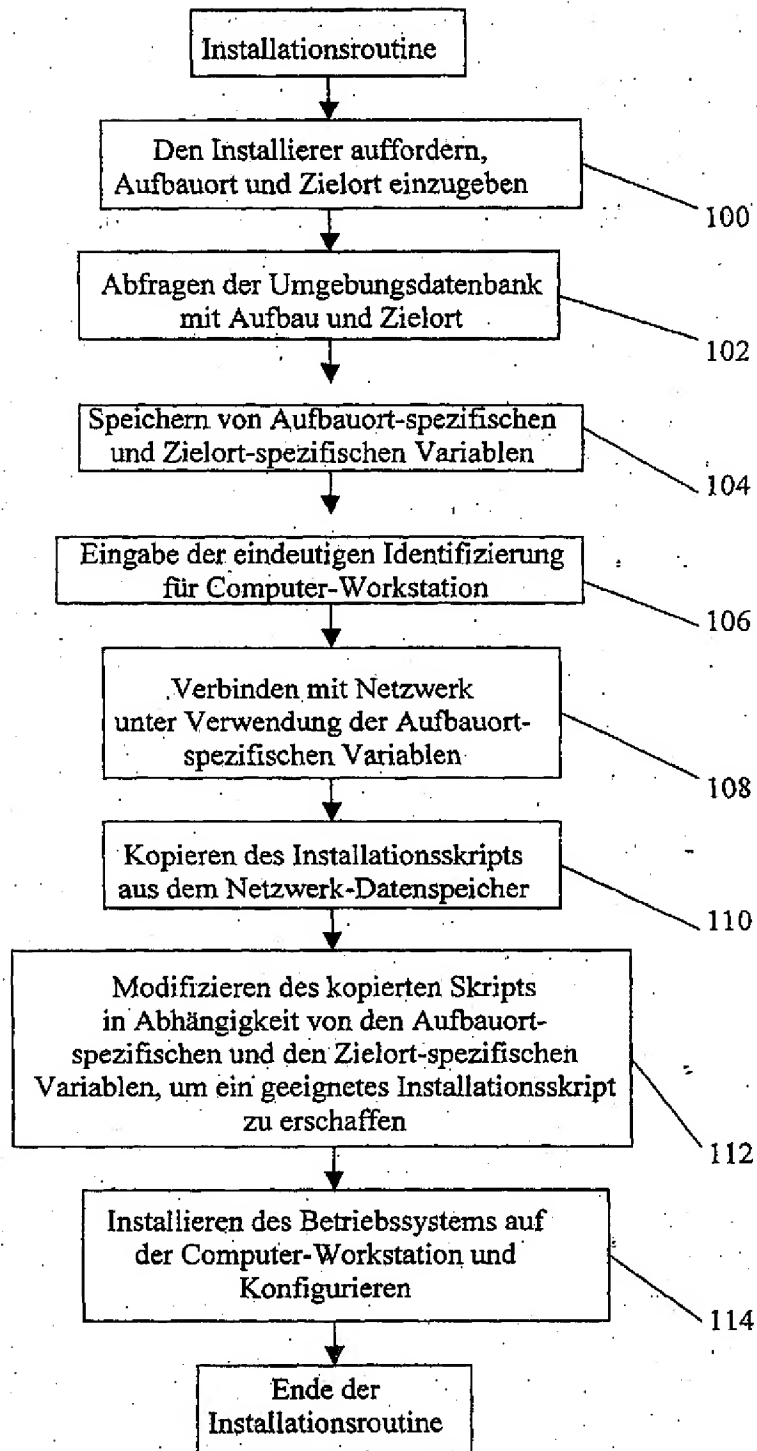 Installationsroutine
Den Installierer auffordern,
Aufbauort und Zielort einzugeben
100
Abfragen der Umgebungsdatenbank
mit Aufbau und Zielort
102
Speichern von Aufbauort-spezifischen
und Zielort-spezifischen Variablen
104
Eingabe der eindeutigen Identifizierung
für Computer-Workstation
106
Verbinden mit Netzwerk
unter Verwendung der Aufbauort-
spezifischen Variablen
108
Kopieren des Installationsskripts
aus dem Netzwerk-Datenspeicher
110
Modifizieren des kopierten Skripts
in Abhängigkeit von den Aufbauort-
spezifischen und den Zielort-spezifischen
Variablen, um ein geeignetes Installationsskript
zu erschaffen
112
Installieren des Betriebssystems auf
der Computer-Workstation und
Konfigurieren
114
Ende der
Installationsroutine